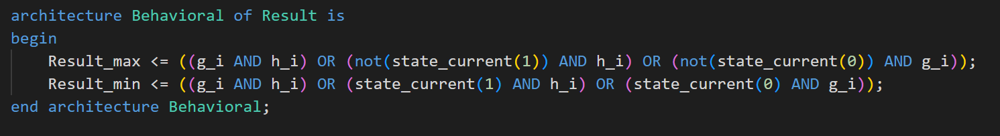 architecture Behavioral of Result is
begin
    Result_max <= ((g_i AND h_i) OR (not(state_current(1)) AND h_i) OR (not(state_current(0)) AND g_i));
    Result_min <= ((g_i AND h_i) OR (state_current(1) AND h_i) OR (state_current(0) AND g_i));
end architecture Behavioral;